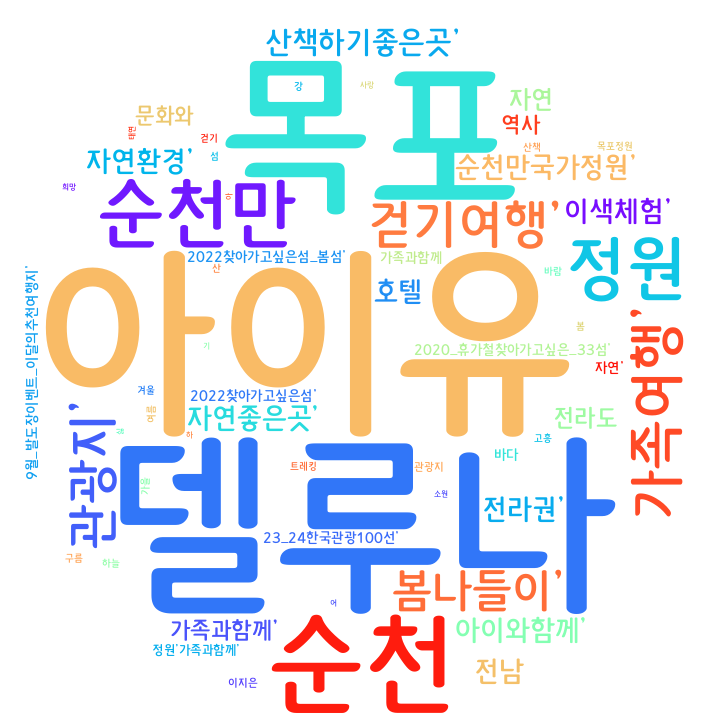 산책하기좋은곳'
목포
강
사랑
자연
문화와
역사
태
걷기
산책
목포정원
자연환경'
섬
순천만국가정원'
희망
순천만
하
걷기여행'
이색체험'
정원
2022찾아가고싶은섬_봄섬'
가족과함께
산
바람
호텔
9월_발도장이벤트_이달의추천여행지'
아이유
봄
가족여행'
기
2020_휴가철찾아가고싶은_33섬'
자연'
겨울
2022찾아가고싶은섬'
여름
관광지'
자연좋은곳'
전라도
하
고흥
델루나
바다
트레킹
관광지
가을
소원
전라권'
23_24한국관광100선'
구름
하늘
봄나들이'
어
가족과함께'
순천
아이와함께'
정원'가족과함께'
전남
이지은